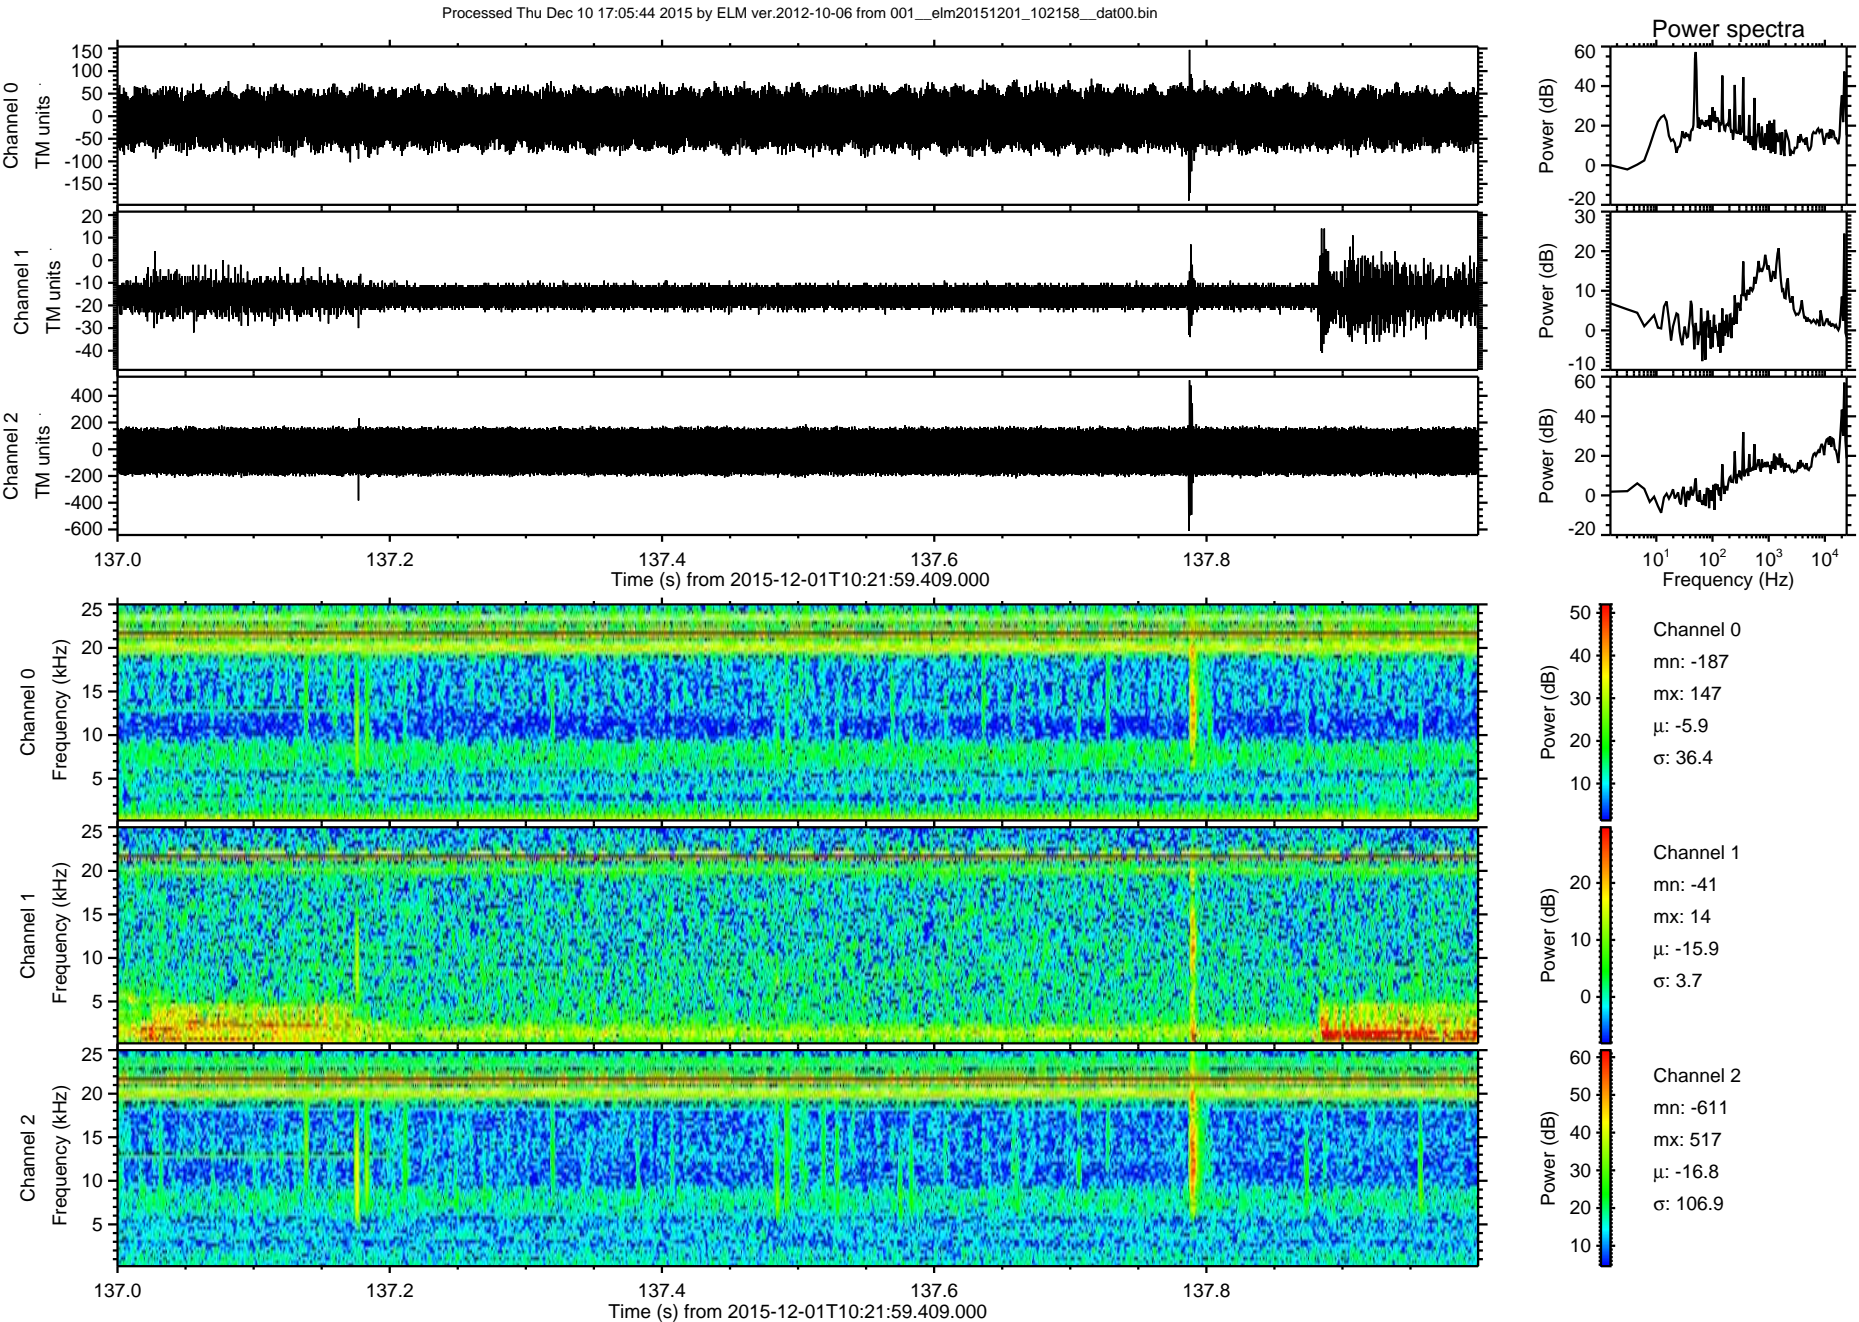 Processed Thu Dec 10 17:05:44 2015 by ELM ver.2012-10-06 from 001__elm20151201_102158__dat00.bin
Power spectra
Channel 0
TM units
150
100
50
0
-50
-100
-150
Power (dB)
60
40
20
0
-20
Channel 1
TM units
20
10
0
-10
-20
-30
-40
Power (dB)
30
20
10
0
-10
Channel 2
TM units
400
200
0
-200
-400
-600
Power (dB)
60
40
20
0
-20
137.0 137.2 137.4 137.6 137.8
Time (s) from 2015-12-01T10:21:59.409.000
10¹ 10² 10³ 10⁴
Frequency (Hz)
Channel 0
Frequency (kHz)
25
20
15
10
5
Power (dB)
50
40
30
20
10
Channel 0
mn: -187
mx: 147
μ: -5.9
σ: 36.4
Channel 1
Frequency (kHz)
25
20
15
10
5
Power (dB)
20
10
0
Channel 1
mn: -41
mx: 14
μ: -15.9
σ: 3.7
Channel 2
Frequency (kHz)
25
20
15
10
5
Power (dB)
60
50
40
30
20
10
Channel 2
mn: -611
mx: 517
μ: -16.8
σ: 106.9
137.0 137.2 137.4 137.6 137.8
Time (s) from 2015-12-01T10:21:59.409.000